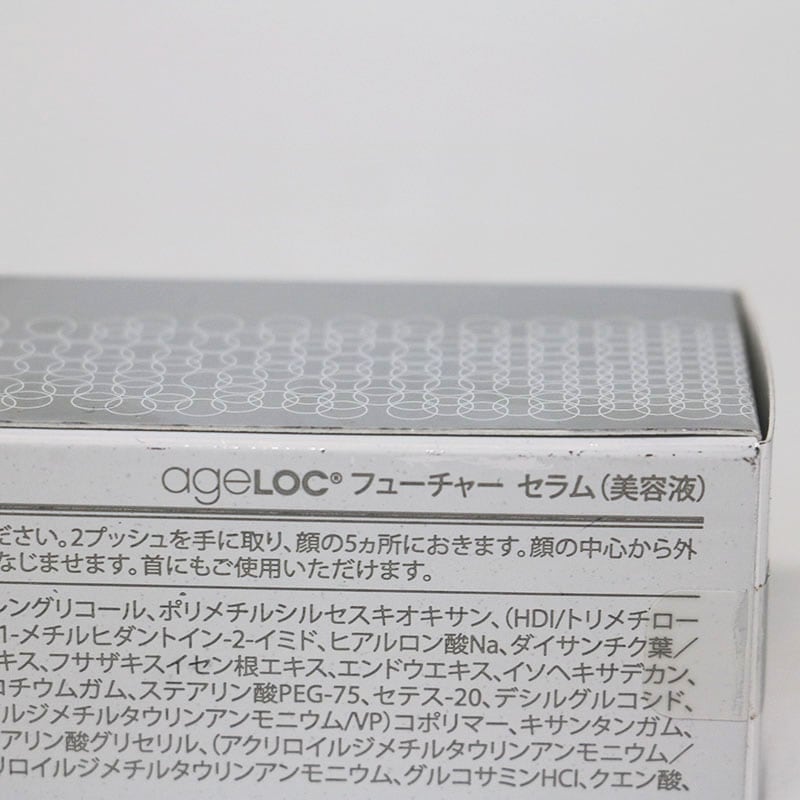 ageLOC® フューチャー セラム（美容液）
ださい。2プッシュを手に取り、顔の5ヵ所におきます。顔の中心から外
なじませます。首にもご使用いただけます。
レングリコール、ポリメチルシルセスキオキサン、（HDI/トリメチロー
1-メチルヒダントイン-2-イミド、ヒアルロン酸Na、ダイサンチク葉／
キス、フサザキスイセン根エキス、エンドウエキス、イソヘキサデカン、
ロチウムガム、ステアリン酸PEG-75、セテス-20、デシルグルコシド、
ルジメチルタウリンアンモニウム/VP）コポリマー、キサンタンガム、
アリン酸グリセリル、（アクリロイルジメチルタウリンアンモニウム／
リロイルジメチルタウリンアンモニウム、グルコサミンHCl、クエン酸、